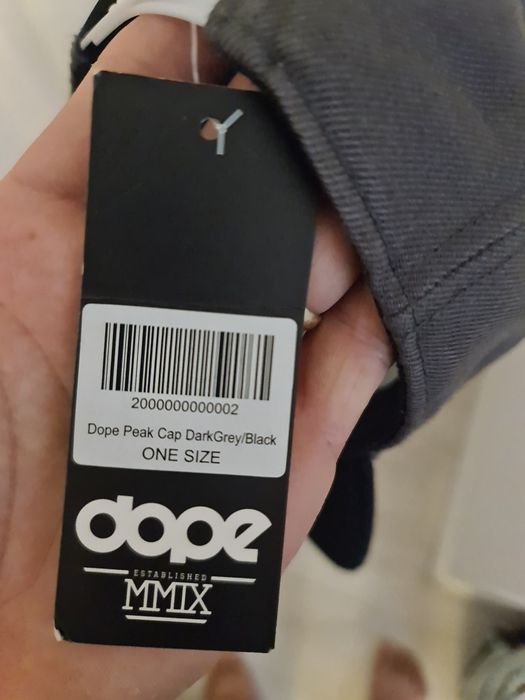 2000000000002
Dope Peak Cap DarkGrey/Black
ONE SIZE
dope
ESTABLISHED
MMIX